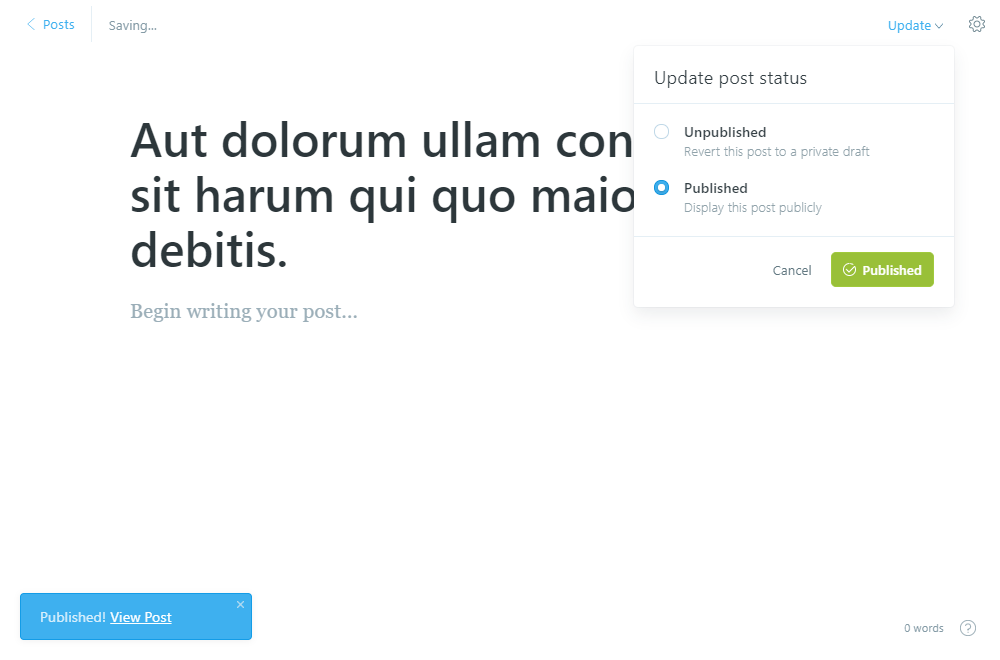 Posts
Saving...
Update
Update post status
Unpublished
Revert this post to a private draft
Published
Display this post publicly
Cancel
Published
Aut dolorum ullam con
sit harum qui quo maio
debitis.
Begin writing your post...
Published! View Post
0 words
?